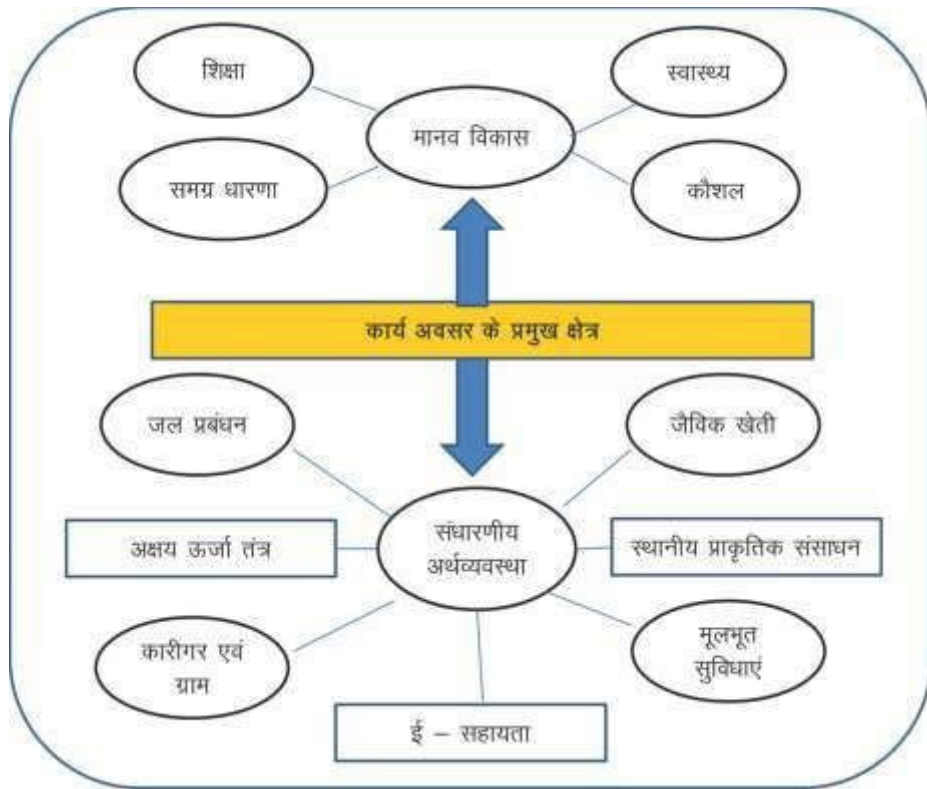 शिक्षा
स्वास्थ्य
मानव विकास
समग्र धारणा
कौशल
कार्य अवसर के प्रमुख क्षेत्र
जल प्रबंधन
जैविक खेती
संधारणीय
अर्थव्यवस्था
अक्षय ऊर्जा तंत्र
स्थानीय प्राकृतिक संसाधन
कारीगर एवं
ग्राम
मूलभूत
सुविधाएं
ई – सहायता